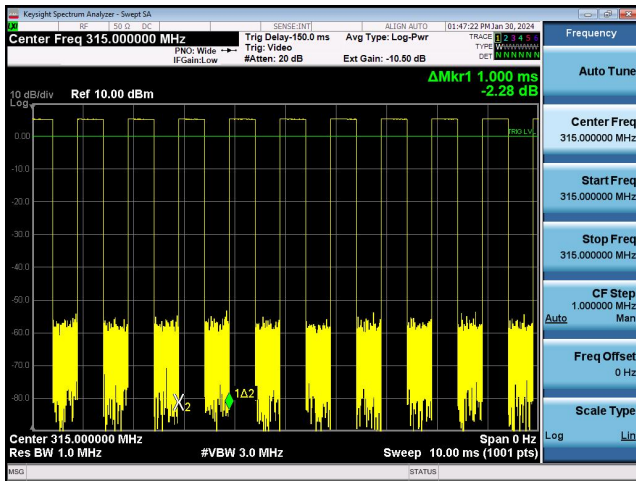 Keysight Spectrum Analyzer - Swept SA
RF 50 Ω DC SENSE:INT ALIGN AUTO 01:47:22 PM Jan 30, 2024
Center Freq 315.000000 MHz
PNO: Wide
IFGain:Low
Trig Delay-150.0 ms
Trig: Video
#Atten: 20 dB
Avg Type: Log-Pwr
Ext Gain: -10.50 dB
TRACE 1 2 3 4 5 6
TYPE WWWWWW
DET N N N N N N
ΔMkr1 1.000 ms
-2.28 dB
10 dB/div Ref 10.00 dBm
Log
0.00
TRIG LVL
-10.0
-20.0
-30.0
-40.0
-50.0
-60.0
-70.0
-80.0
X2
1Δ2
Center 315.000000 MHz Span 0 Hz
Res BW 1.0 MHz #VBW 3.0 MHz Sweep 10.00 ms (1001 pts)
MSG STATUS
Frequency
Auto Tune
Center Freq
315.000000 MHz
Start Freq
315.000000 MHz
Stop Freq
315.000000 MHz
CF Step
1.000000 MHz
Auto Man
Freq Offset
0 Hz
Scale Type
Log Lin